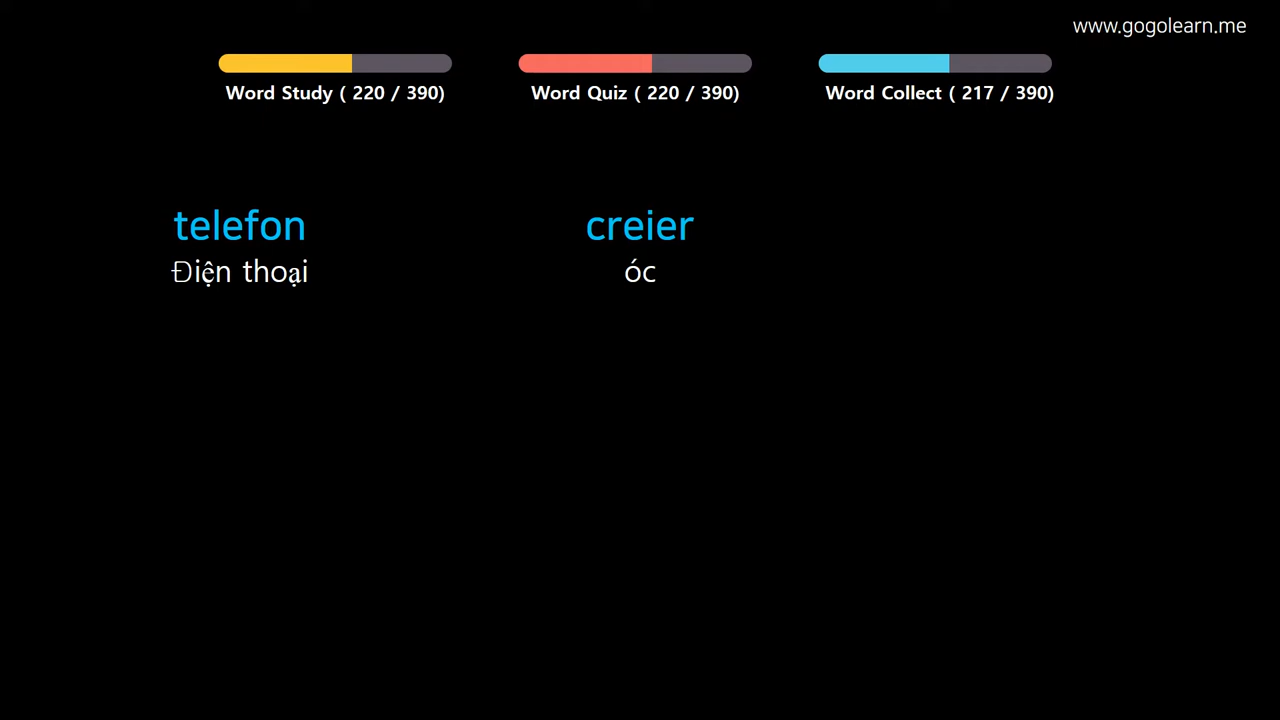 www.gogolearn.me
Word Study ( 220 / 390)
Word Quiz ( 220 / 390)
Word Collect ( 217 / 390)
telefon
Điện thoại
creier
óc